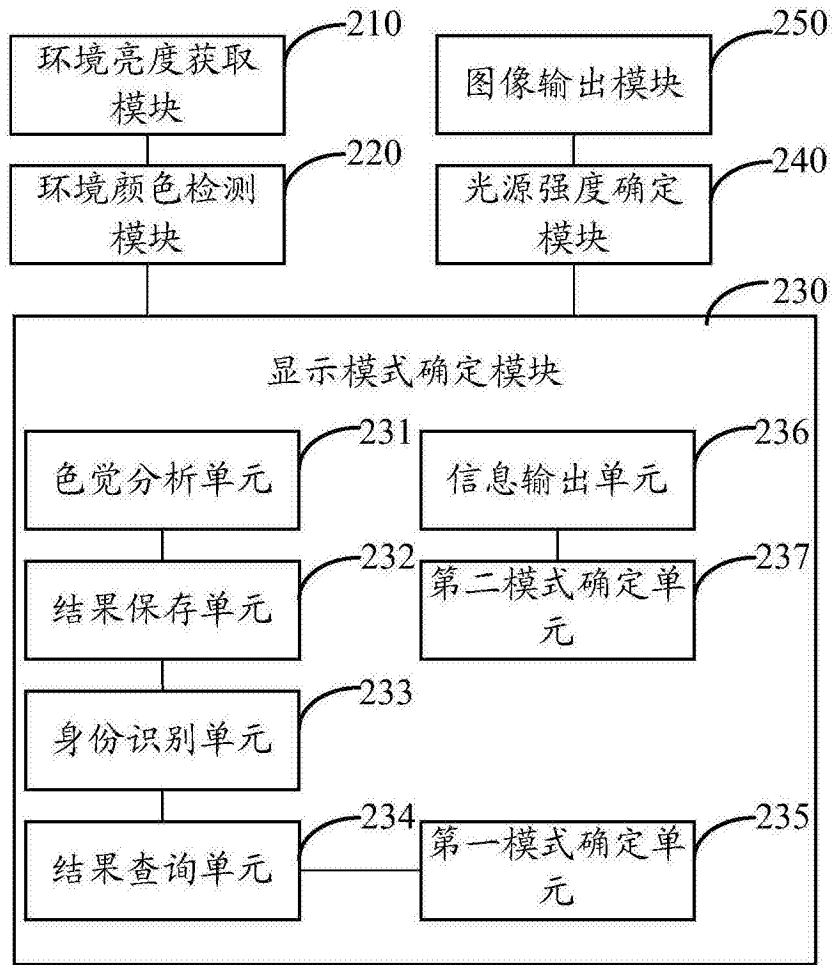 210
环境亮度获取
模块
250
图像输出模块
220
环境颜色检测
模块
240
光源强度确定
模块
230
显示模式确定模块
231
色觉分析单元
236
信息输出单元
232
结果保存单元
237
第二模式确定单
元
233
身份识别单元
234
结果查询单元
235
第一模式确定单
元